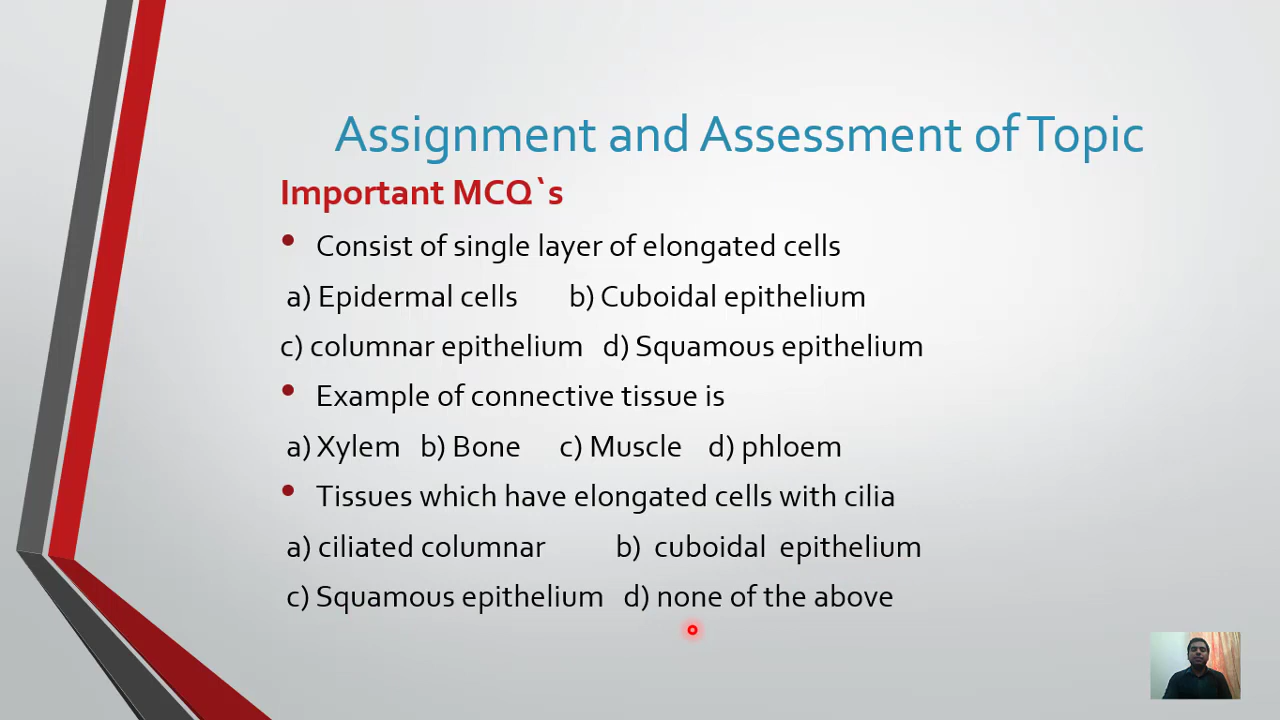 Assignment and Assessment of Topic
Important MCQ`s
• Consist of single layer of elongated cells
a) Epidermal cells b) Cuboidal epithelium
c) columnar epithelium d) Squamous epithelium
• Example of connective tissue is
a) Xylem b) Bone c) Muscle d) phloem
• Tissues which have elongated cells with cilia
a) ciliated columnar b) cuboidal epithelium
c) Squamous epithelium d) none of the above